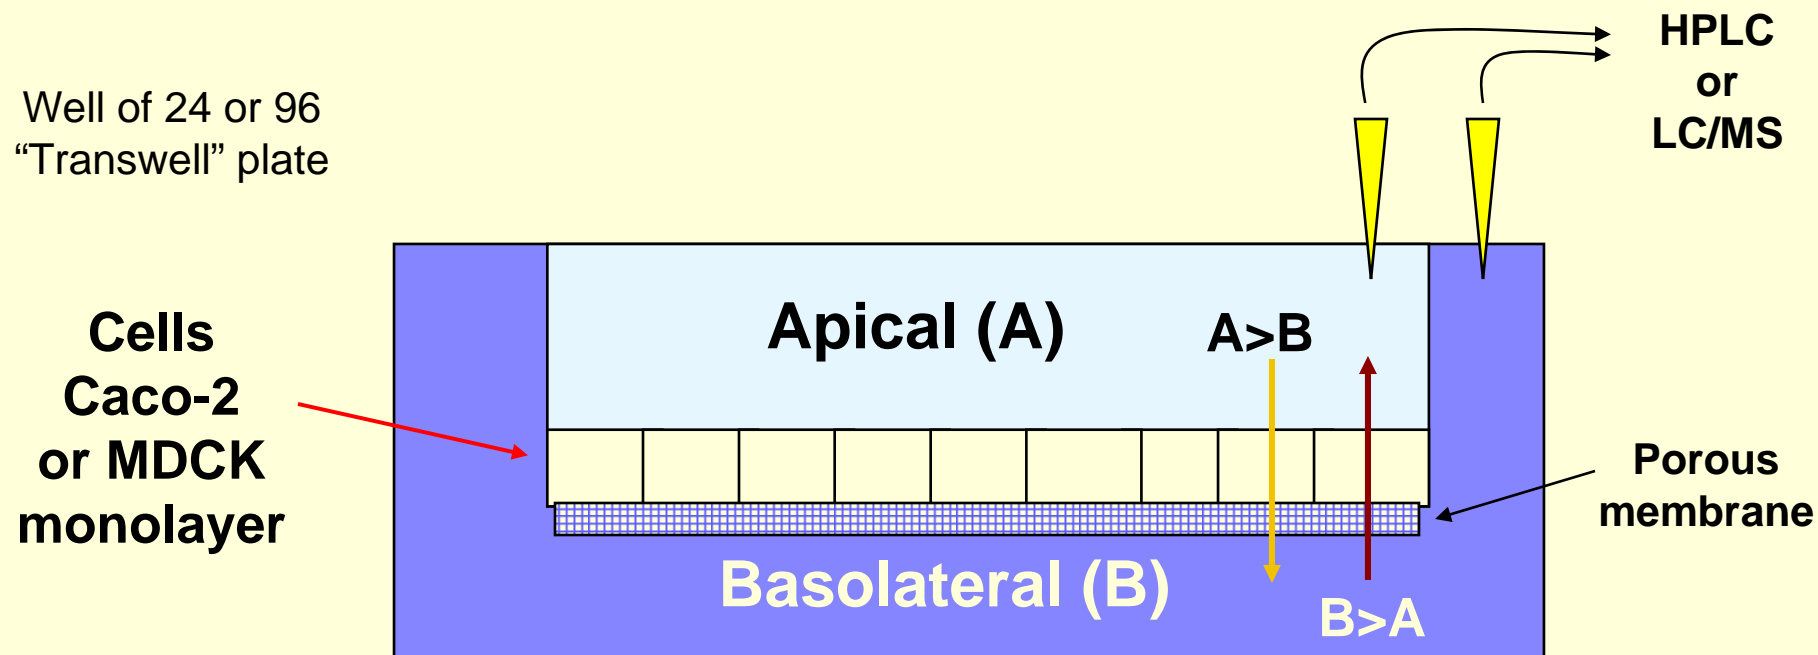 HPLC
or
LC/MS
Well of 24 or 96
“Transwell” plate
Apical (A)
A>B
Cells
Caco-2
or MDCK
monolayer
Porous
membrane
Basolateral (B)
B>A